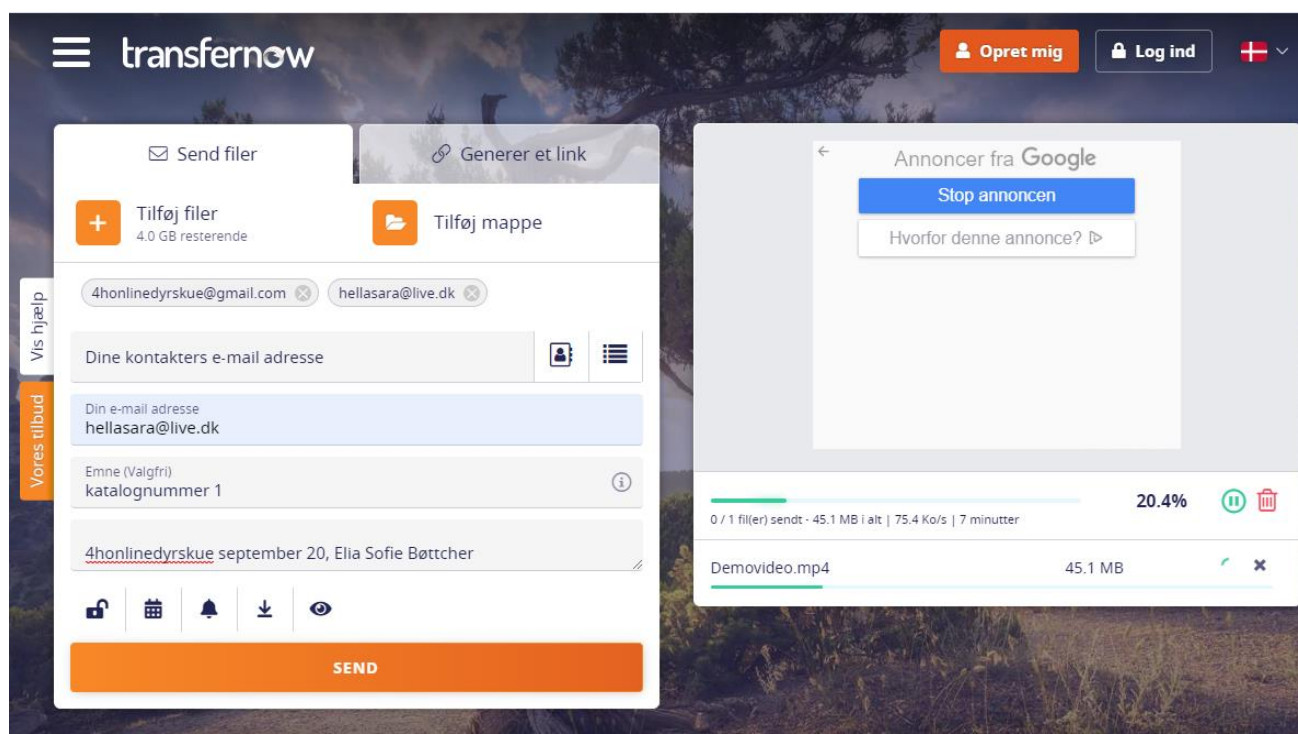 transfernow
Opret mig
Log ind
Send filer
Generer et link
Tilføj filer
4.0 GB resterende
Tilføj mappe
4honlinedyrskue@gmail.com
hellasara@live.dk
Dine kontakters e-mail adresse
Din e-mail adresse
hellasara@live.dk
Emne (Valgfri)
katalognummer 1
4honlinedyrskue september 20, Elia Sofie Bøttcher
SEND
Vis hjælp
Vores tilbud
Annoncer fra Google
Stop annoncen
Hvorfor denne annonce?
20.4%
0 / 1 fil(er) sendt - 45.1 MB i alt | 75.4 Ko/s | 7 minutter
Demovideo.mp4
45.1 MB